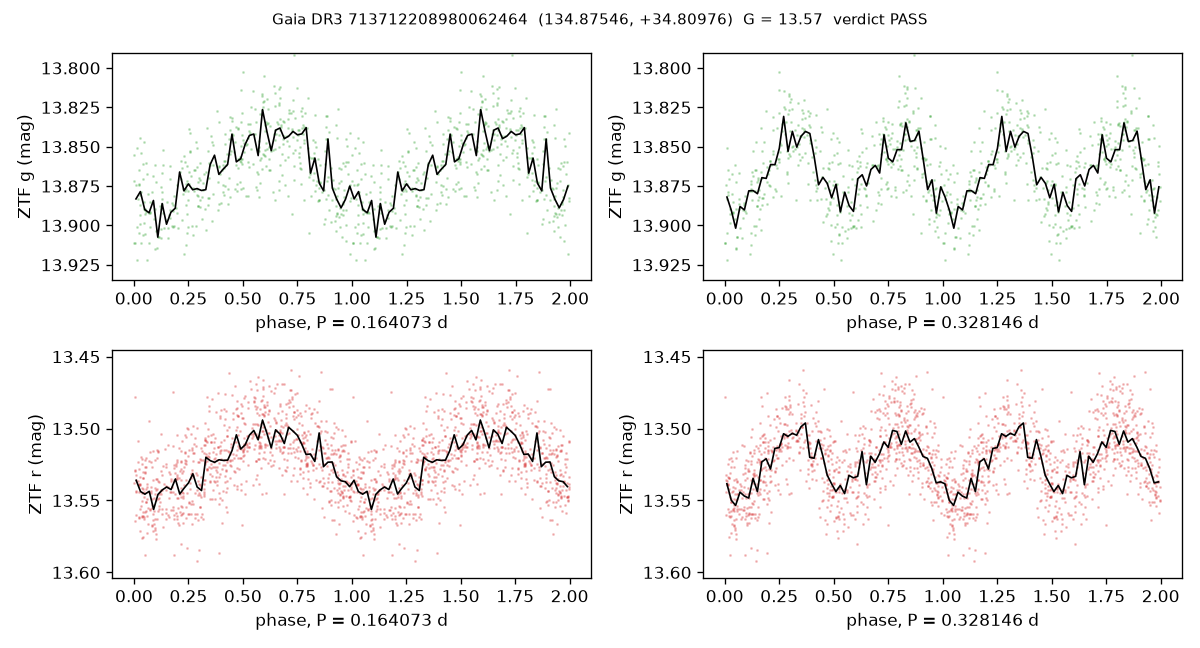 Gaia DR3 713712208980062464  (134.87546, +34.80976)  G = 13.57  verdict PASS
13.800
13.825
13.850
13.875
13.900
13.925
ZTF g (mag)
0.00 0.25 0.50 0.75 1.00 1.25 1.50 1.75 2.00
phase, P = 0.164073 d
13.800
13.825
13.850
13.875
13.900
13.925
ZTF g (mag)
0.00 0.25 0.50 0.75 1.00 1.25 1.50 1.75 2.00
phase, P = 0.328146 d
13.45
13.50
13.55
13.60
ZTF r (mag)
0.00 0.25 0.50 0.75 1.00 1.25 1.50 1.75 2.00
phase, P = 0.164073 d
13.45
13.50
13.55
13.60
ZTF r (mag)
0.00 0.25 0.50 0.75 1.00 1.25 1.50 1.75 2.00
phase, P = 0.328146 d